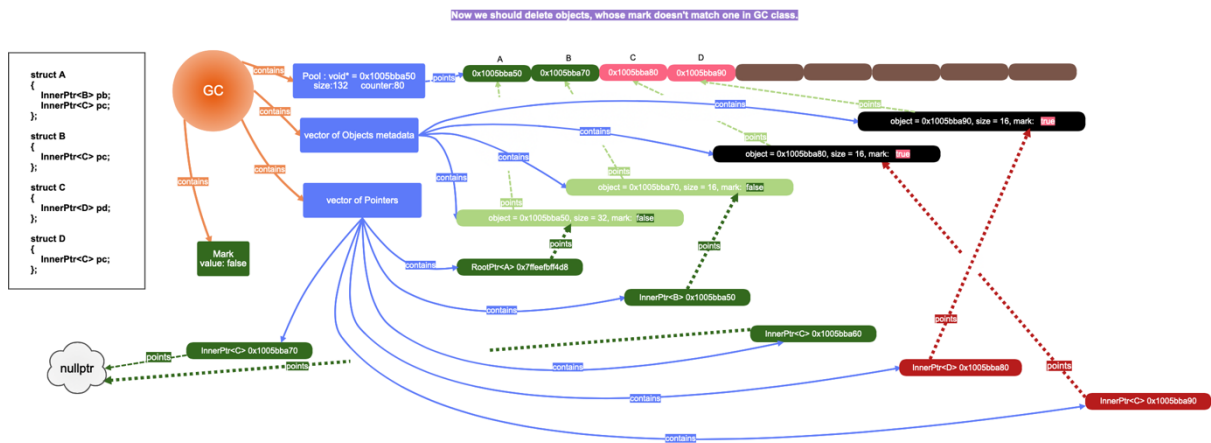 Now we should delete objects, whose mark doesn't match one in GC class.
struct A
{
InnerPtr<B> pb;
InnerPtr<C> pc;
};
struct B
{
InnerPtr<C> pc;
};
struct C
{
InnerPtr<D> pd;
};
struct D
{
InnerPtr<C> pc;
};
GC
contains
contains
contains
contains
Pool : void* = 0x1005bba50
size:132 counter:80
points
A
B
C
D
0x1005bba50
0x1005bba70
0x1005bba80
0x1005bba90
vector of Objects metadata
contains
contains
contains
contains
points
points
points
points
object = 0x1005bba90, size = 16, mark: true
object = 0x1005bba80, size = 16, mark: true
object = 0x1005bba70, size = 16, mark: false
object = 0x1005bba50, size = 32, mark: false
vector of Pointers
Mark
value: false
points
points
contains
RootPtr<A> 0x7ffeefbff4d8
contains
InnerPtr<B> 0x1005bba50
points
InnerPtr<C> 0x1005bba60
InnerPtr<C> 0x1005bba70
points
nullptr
points
contains
InnerPtr<D> 0x1005bba80
points
contains
InnerPtr<C> 0x1005bba90
contains